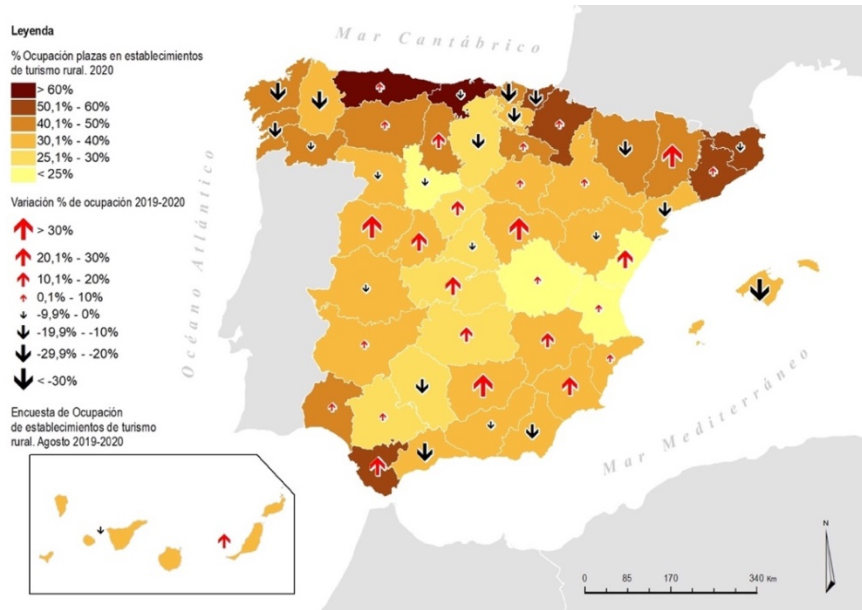 Leyenda
% Ocupación plazas en establecimientos
de turismo rural. 2020
> 60%
50,1% - 60%
40,1% - 50%
30,1% - 40%
25,1% - 30%
< 25%
Variación % de ocupación 2019-2020
> 30%
20,1% - 30%
10,1% - 20%
0,1% - 10%
-9,9% - 0%
-19,9% - -10%
-29,9% - -20%
< -30%
Encuesta de Ocupación
de establecimientos de turismo
rural. Agosto 2019-2020
Mar Cantábrico
Océano Atlántico
Mar Mediterráneo
N
0 85 170 340 Km